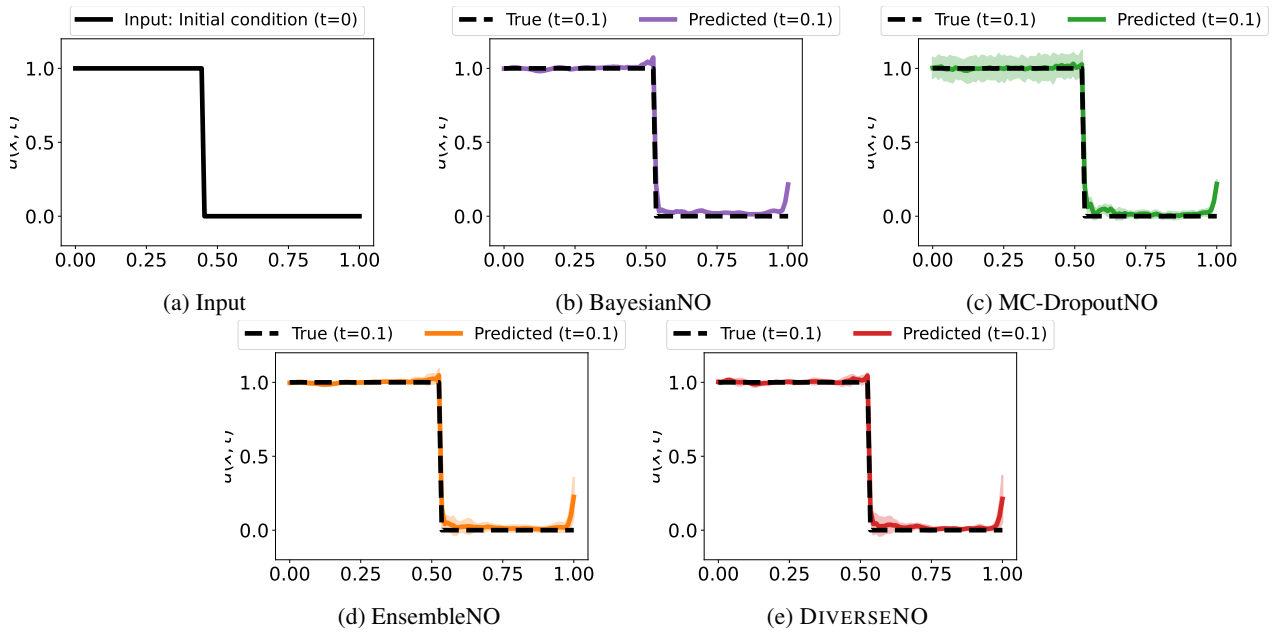 Input: Initial condition (t=0)
True (t=0.1) Predicted (t=0.1)
True (t=0.1) Predicted (t=0.1)
1.0
0.5
0.0
0.00 0.25 0.50 0.75 1.00
u(x, t)
1.0
0.5
0.0
0.00 0.25 0.50 0.75 1.00
u(x, t)
1.0
0.5
0.0
0.00 0.25 0.50 0.75 1.00
u(x, t)
(a) Input
(b) BayesianNO
(c) MC-DropoutNO
True (t=0.1) Predicted (t=0.1)
True (t=0.1) Predicted (t=0.1)
1.0
0.5
0.0
0.00 0.25 0.50 0.75 1.00
u(x, t)
1.0
0.5
0.0
0.00 0.25 0.50 0.75 1.00
u(x, t)
(d) EnsembleNO
(e) DIVERSENO